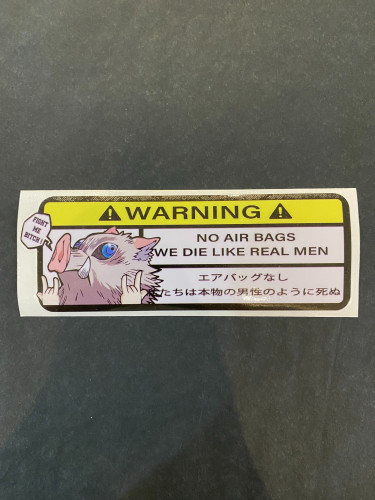 FIGHT
ME
BITCH!
WARNING
NO AIR BAGS
WE DIE LIKE REAL MEN
エアバッグなし
たちは本物の男性のように死ぬ